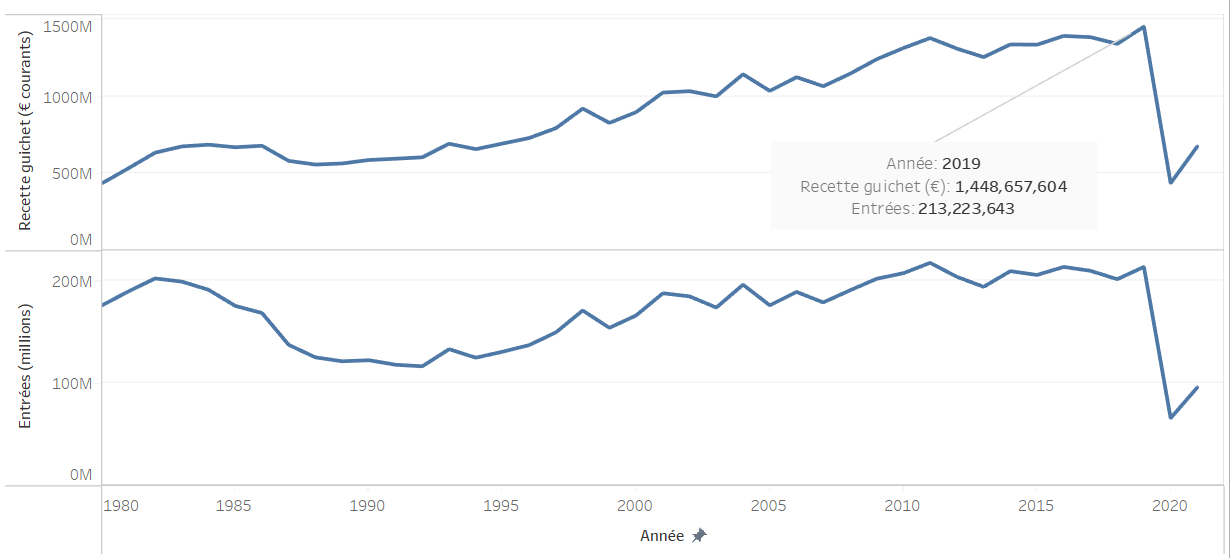 Recette guichet (€ courants)
1500M
1000M
500M
0M
Année: 2019
Recette guichet (€): 1,448,657,604
Entrées: 213,223,643
Entrées (millions)
200M
100M
0M
1980 1985 1990 1995 2000 2005 2010 2015 2020
Année